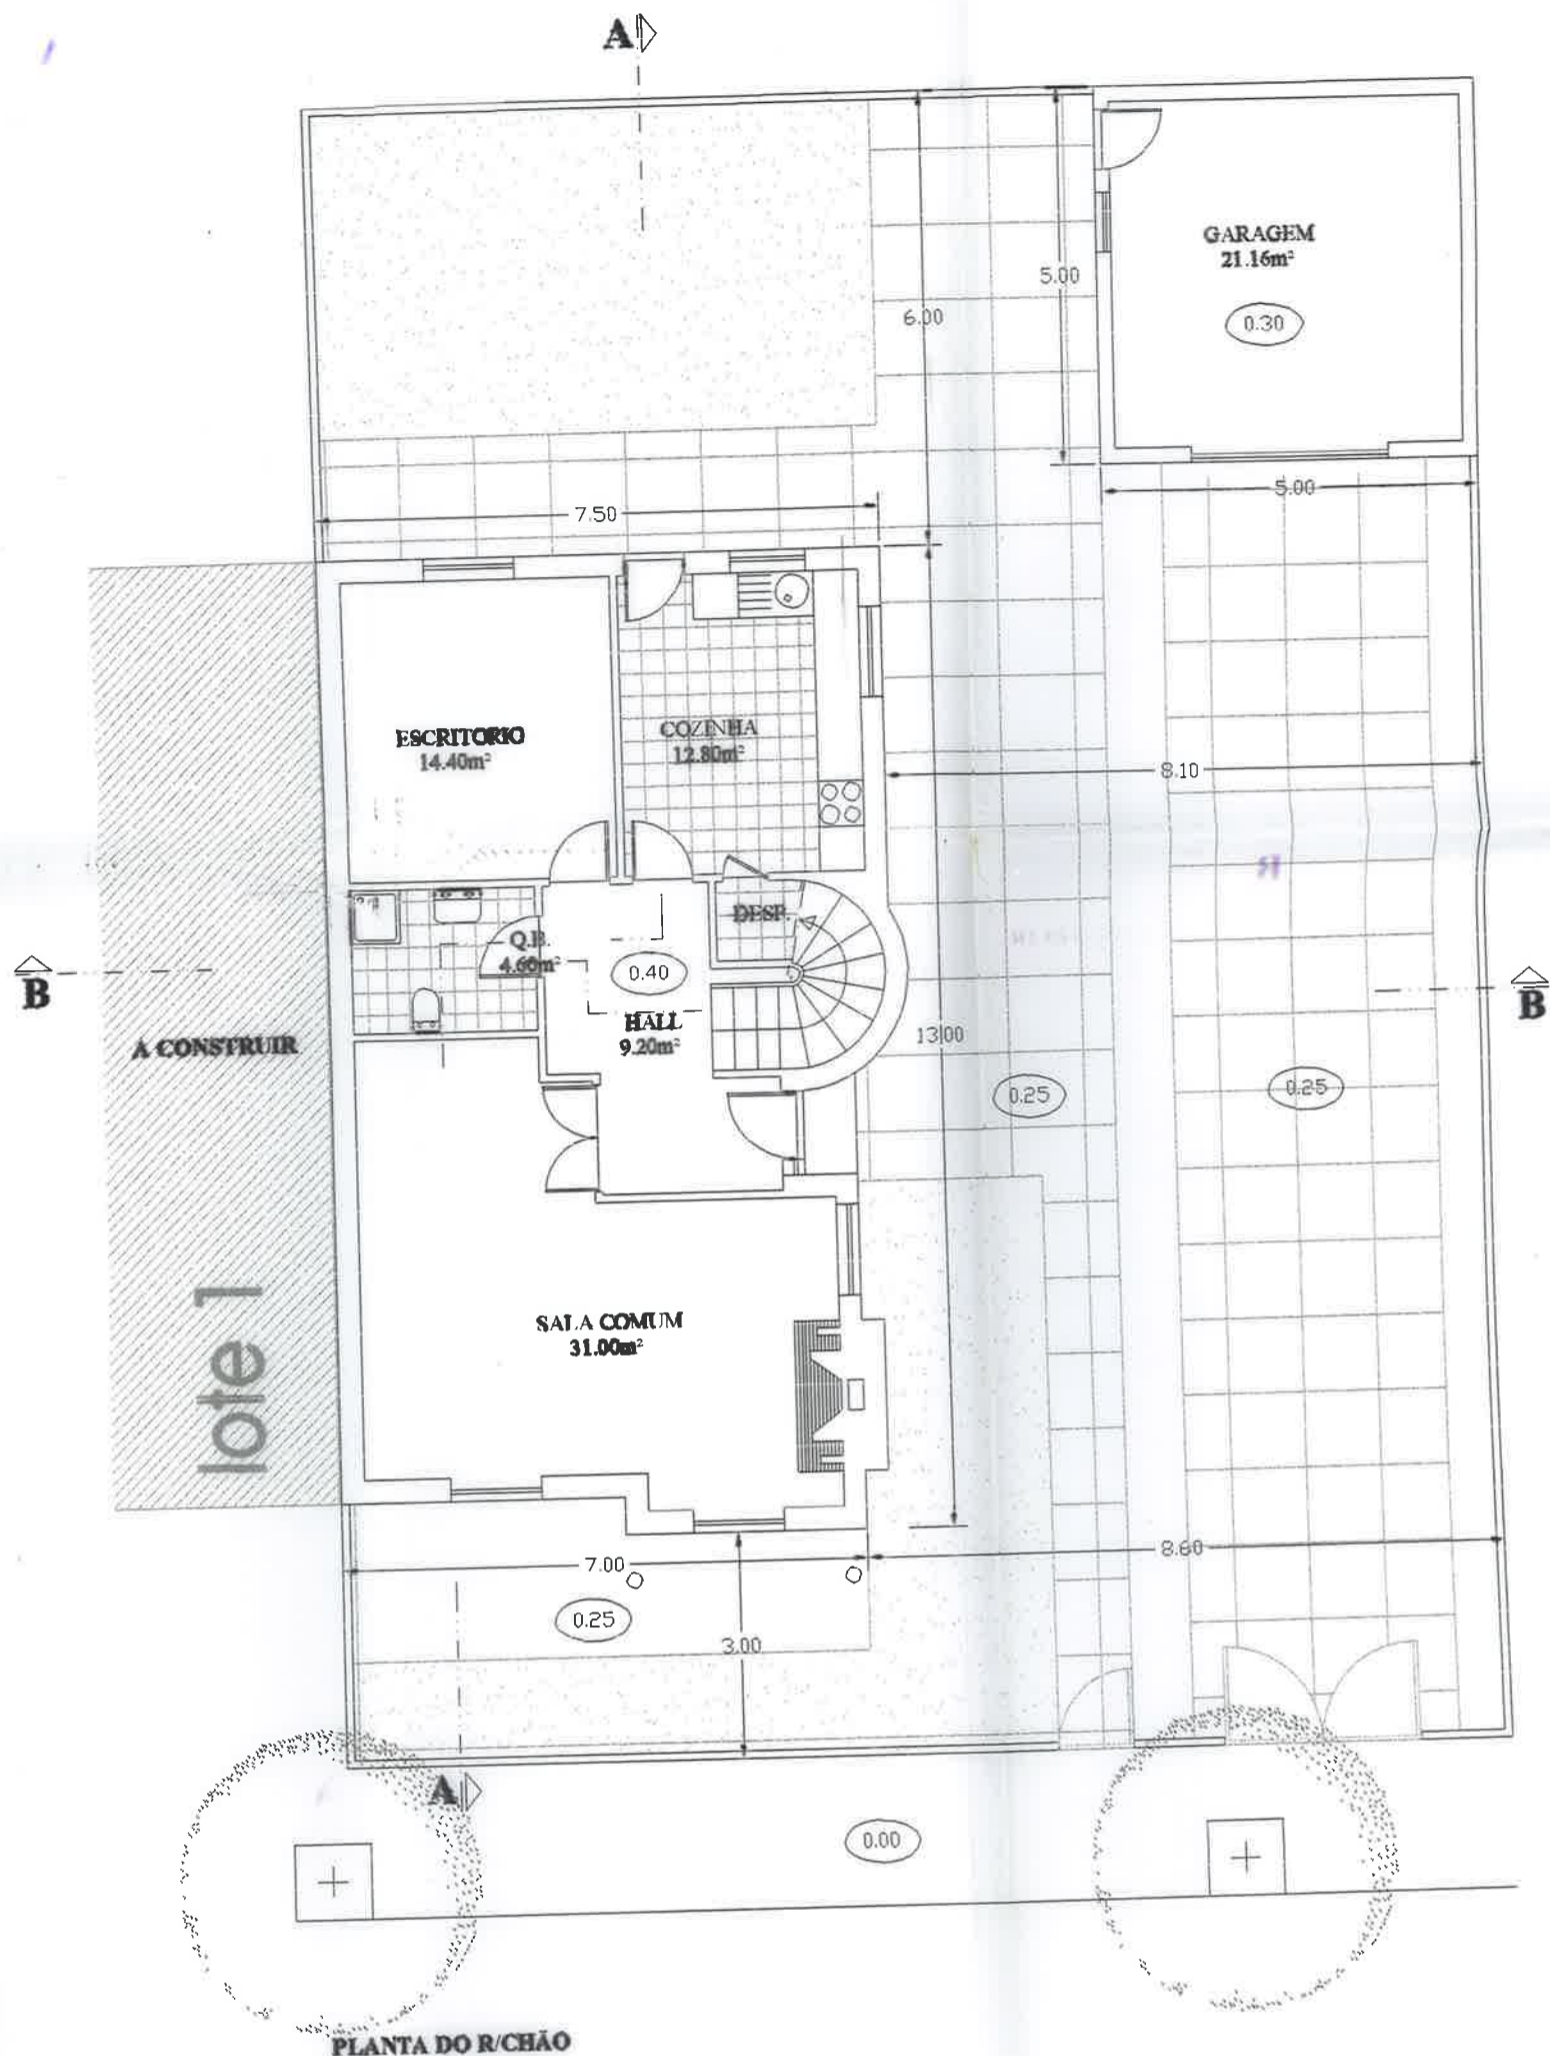 A
GARAGEM
21.16m²
0.30
5.00
6.00
5.00
7.50
ESCRITORIO
14.40m²
COZINHA
12.80m²
8.10
DESP.
Q.B.
4.60m²
0.40
HALL
9.20m²
B
B
A CONSTRUIR
13.00
0.25
0.25
lote 1
SALA COMUM
31.00m²
7.00
8.60
0.25
3.00
A
0.00
PLANTA DO R/CHÃO